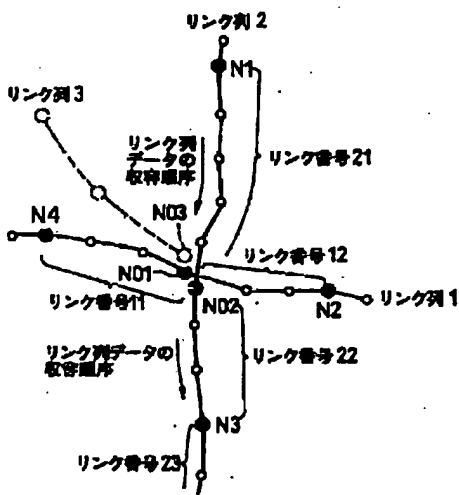 リンク列2
N1
リンク列3
リンク列
データの
収容順序
リンク番号21
N03
N4
リンク番号12
N01
リンク番号11
N02
N2
リンク列1
リンク列データの
収容順序
リンク番号22
N3
リンク番号23